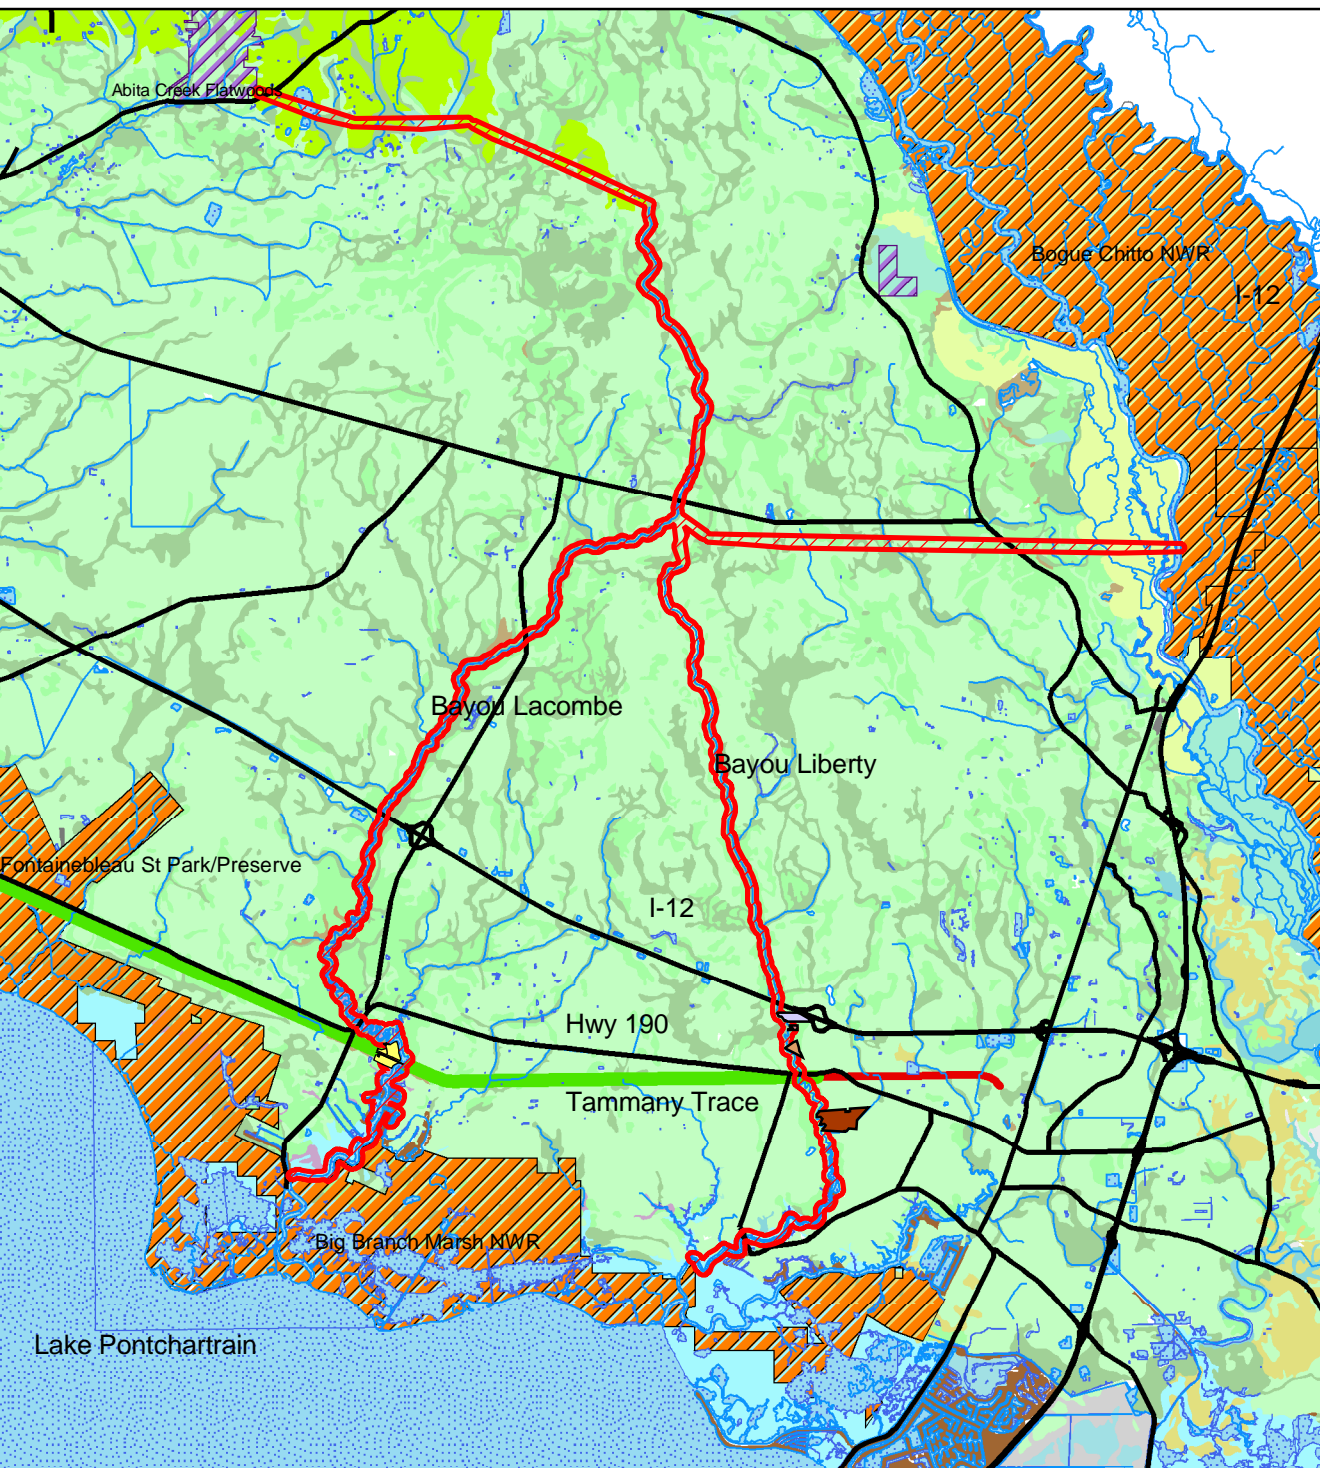 Abita Creek Flatwoods
Bogue Chitto NWR
I-12
Bayou Lacombe
Bayou Liberty
Fontainebleau St Park/Preserve
I-12
Hwy 190
Tammany Trace
Big Branch Marsh NWR
Lake Pontchartrain